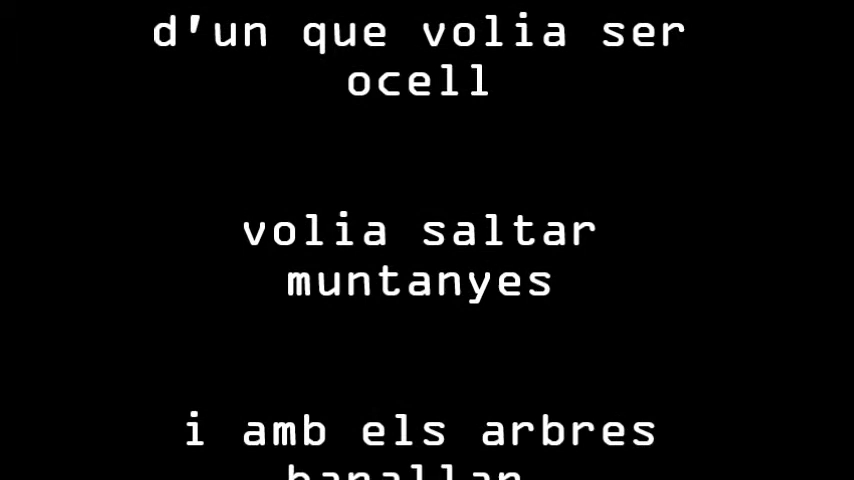 d'un que volia ser
ocell
volia saltar
muntanyes
i amb els arbres